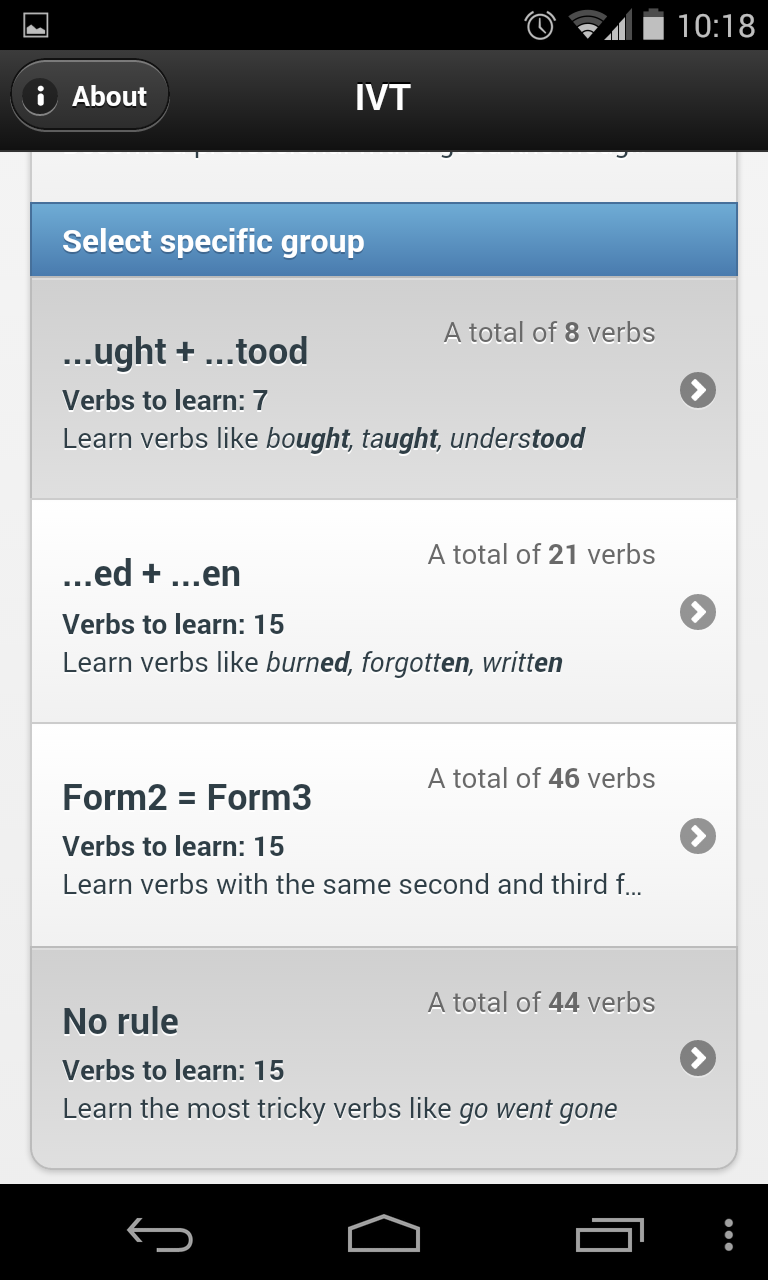 10:18
About
IVT
Select specific group
A total of 8 verbs
...ught + ...tood
Verbs to learn: 7
Learn verbs like bought, taught, understood
A total of 21 verbs
...ed + ...en
Verbs to learn: 15
Learn verbs like burned, forgotten, written
A total of 46 verbs
Form2 = Form3
Verbs to learn: 15
Learn verbs with the same second and third f...
A total of 44 verbs
No rule
Verbs to learn: 15
Learn the most tricky verbs like go went gone